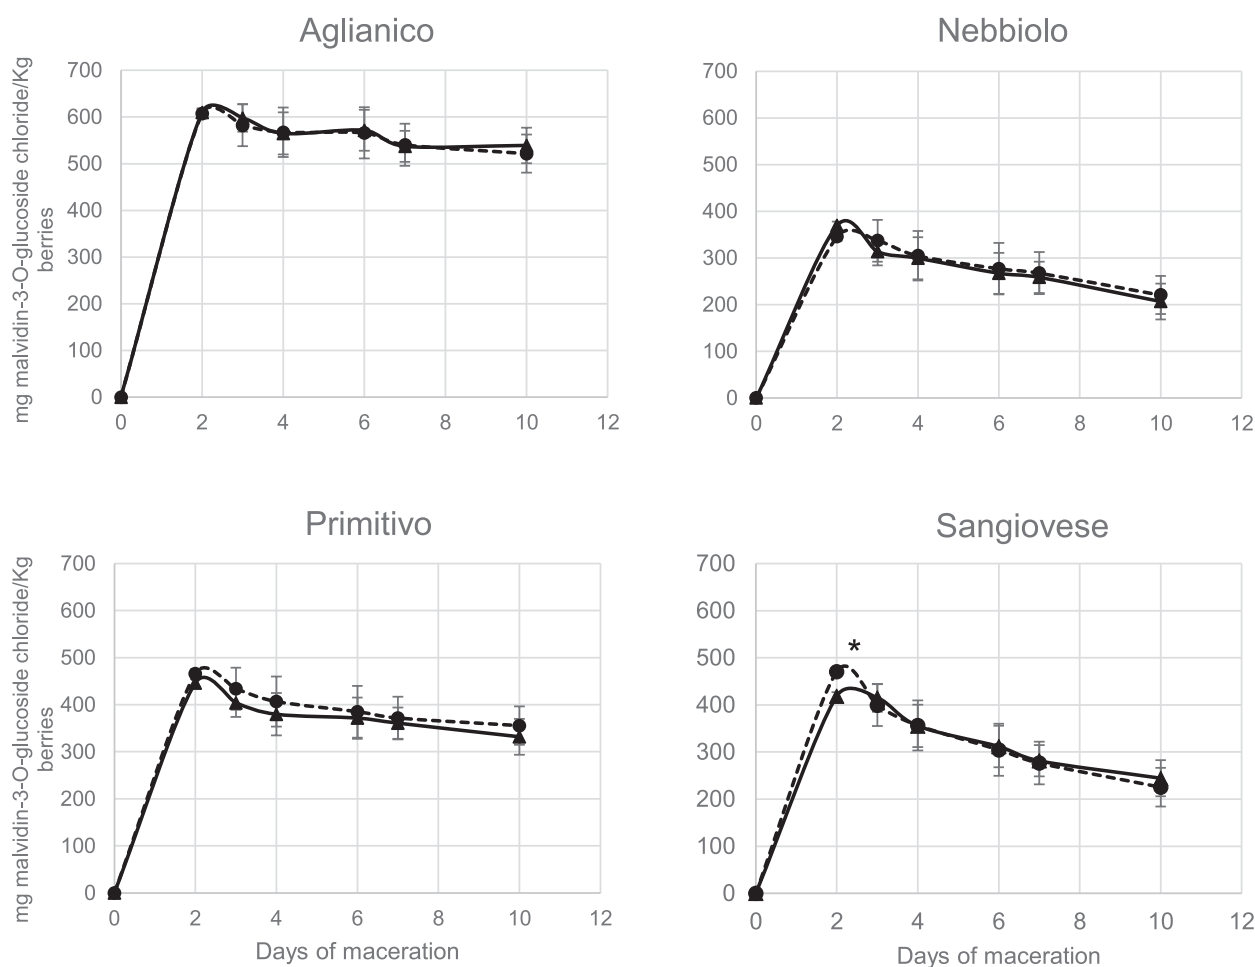 Aglianico
mg malvidin-3-O-glucoside chloride/Kg
berries
700
600
500
400
300
200
100
0
0 2 4 6 8 10 12
Nebbiolo
700
600
500
400
300
200
100
0
0 2 4 6 8 10 12
Primitivo
mg malvidin-3-O-glucoside chloride/Kg
berries
700
600
500
400
300
200
100
0
0 2 4 6 8 10 12
Days of maceration
Sangiovese
700
600
500
400
300
200
100
0
*
0 2 4 6 8 10 12
Days of maceration